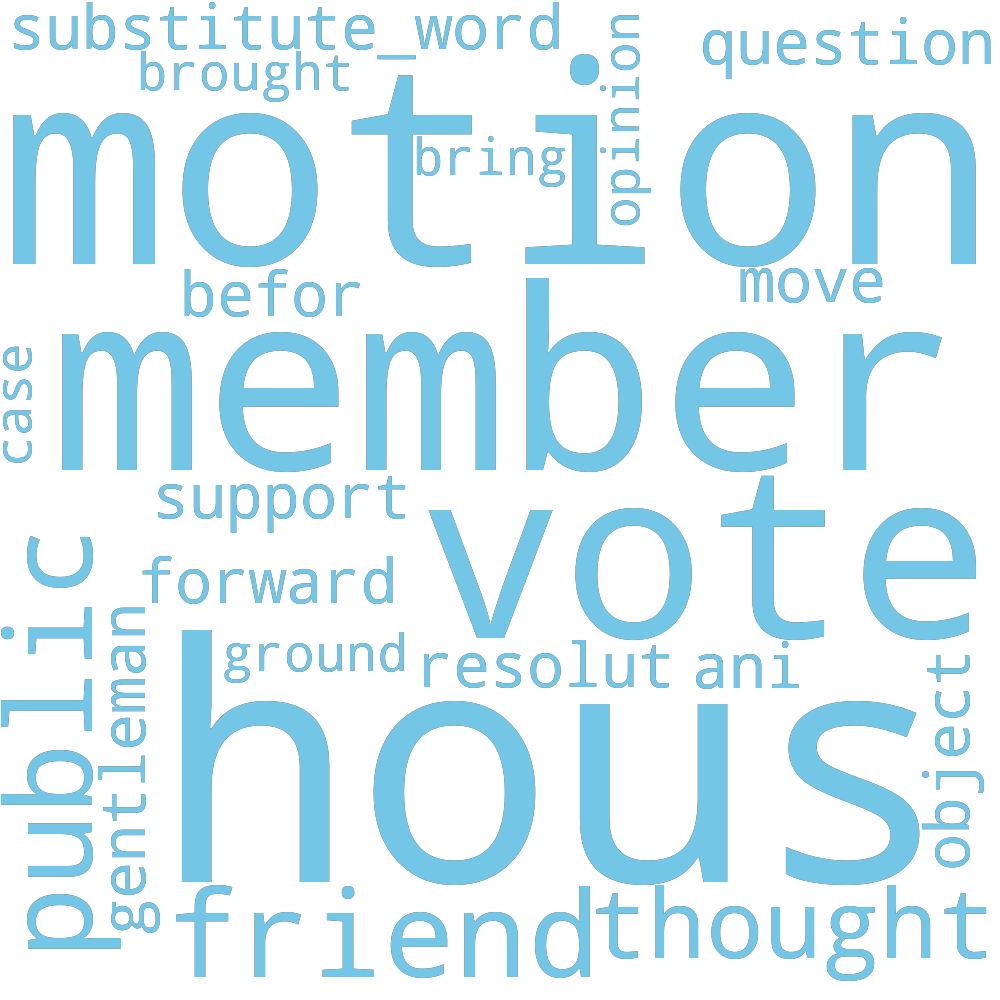 substitute_word
question
brought
opinion
motion
bring
befor
move
member
case
support
vote
public
forward
gentleman
ground
resolut
ani
object
hous
friend
thought